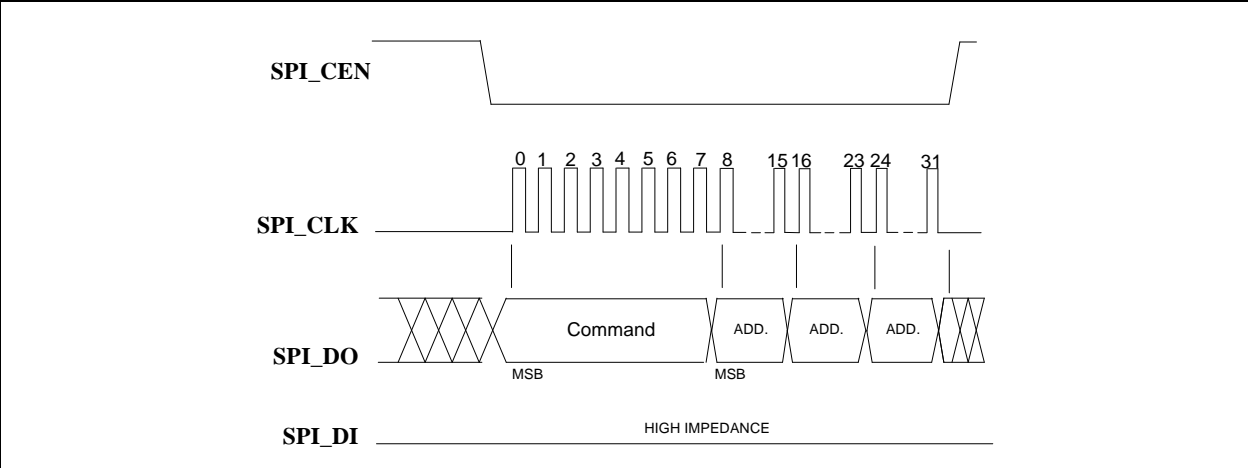 SPI_CEN
0 1 2 3 4 5 6 7 8 15 16 23 24 31
SPI_CLK
Command ADD. ADD. ADD.
SPI_DO
MSB MSB
HIGH IMPEDANCE
SPI_DI